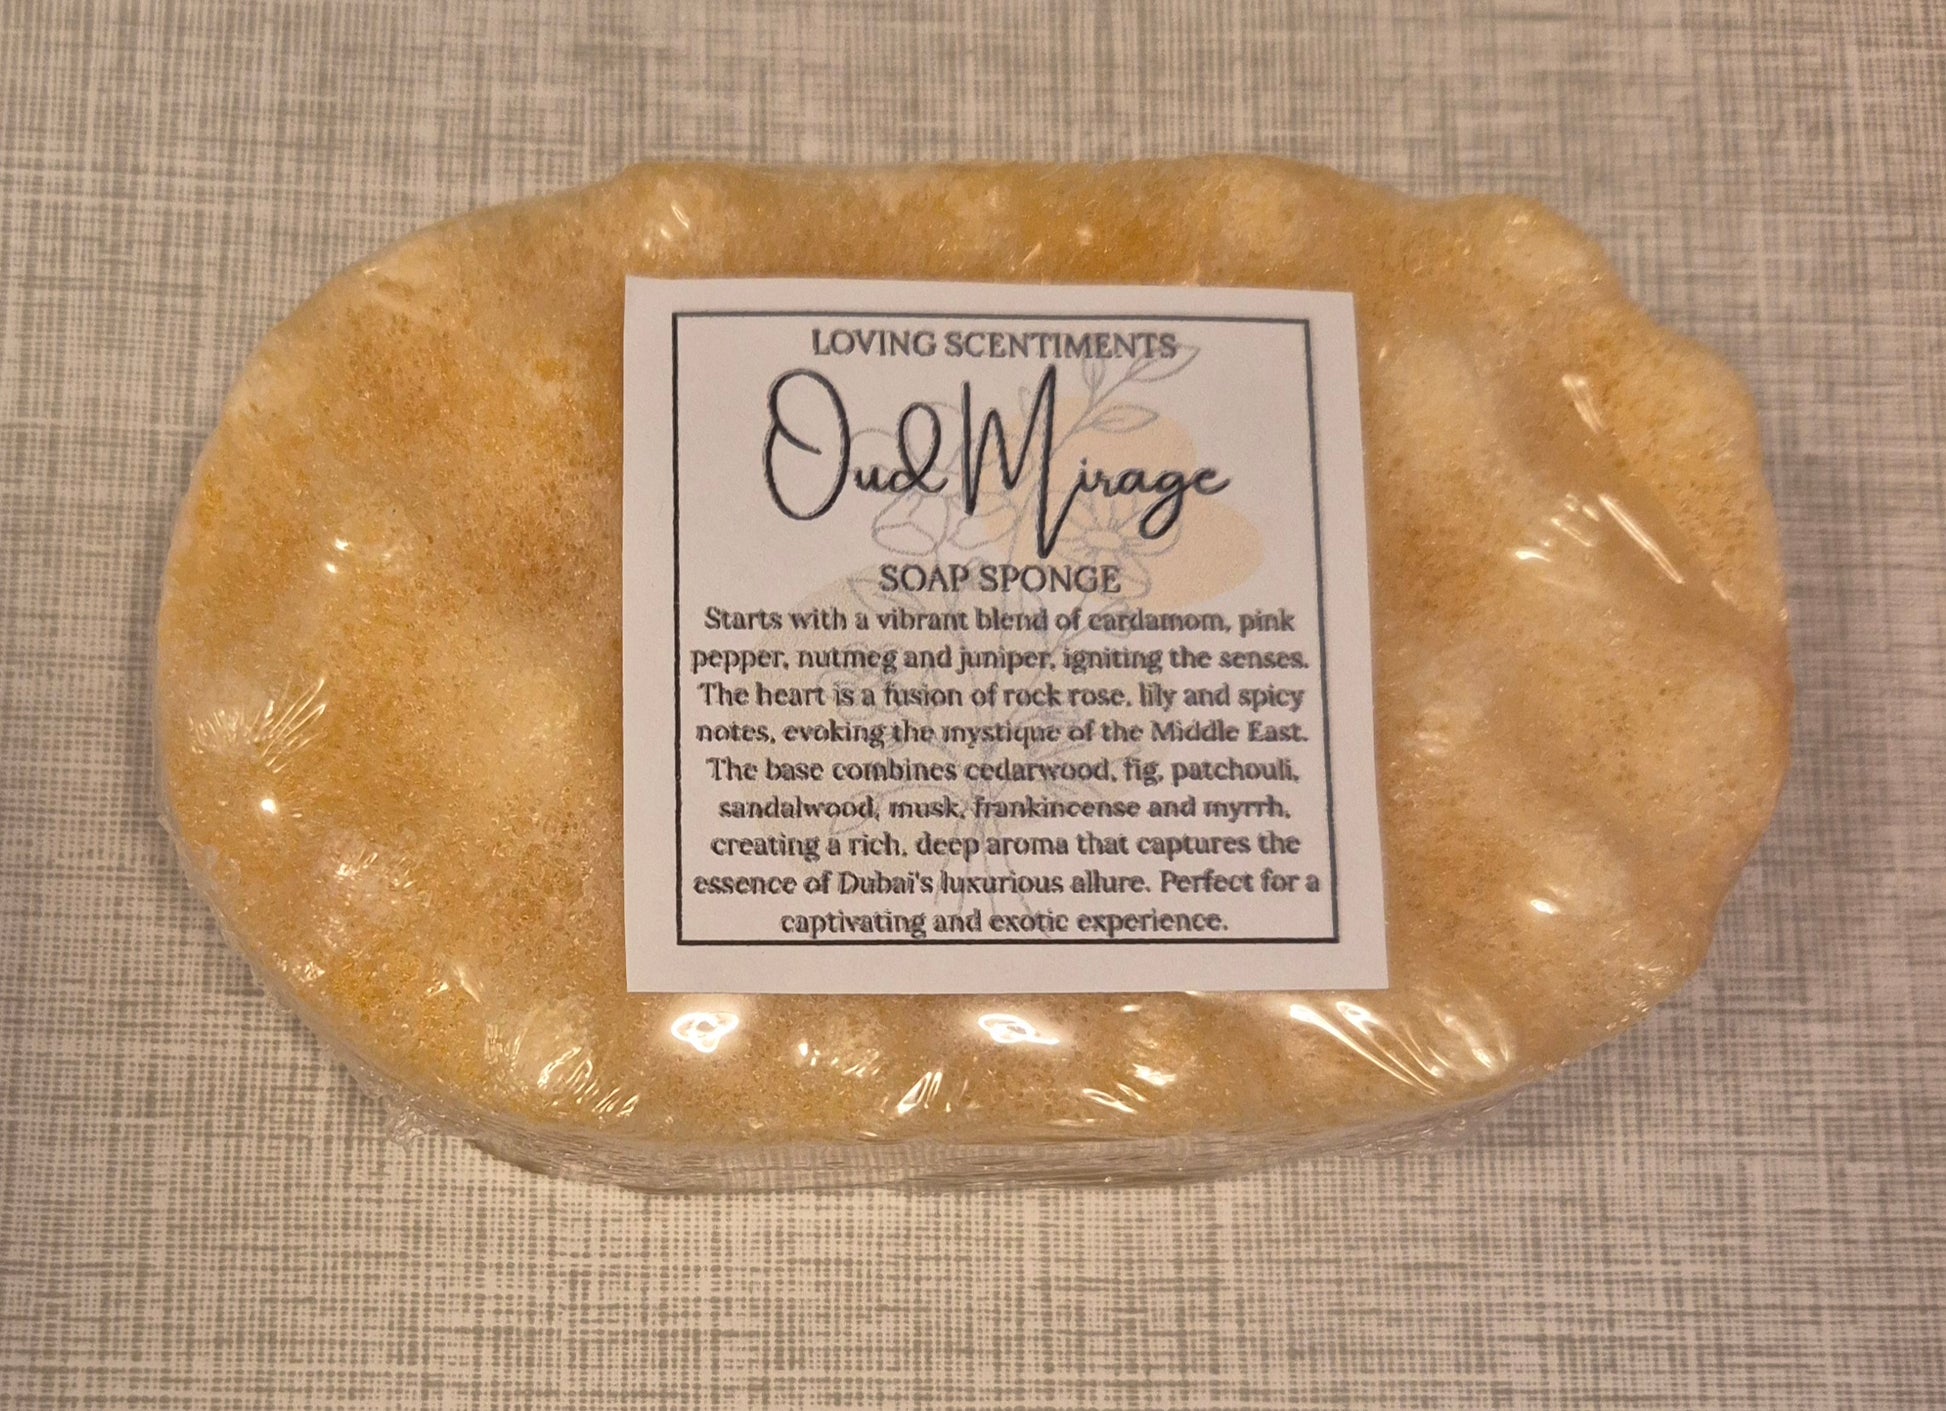 LOVING SCENTIMENTS
Oud Mirage
SOAP SPONGE
Starts with a vibrant blend of cardamom, pink
pepper, nutmeg and juniper, igniting the senses.
The heart is a fusion of rock rose, lily and spicy
notes, evoking the mystique of the Middle East.
The base combines cedarwood, fig, patchouli,
sandalwood, musk, frankincense and myrrh,
creating a rich, deep aroma that captures the
essence of Dubai's luxurious allure. Perfect for a
captivating and exotic experience.